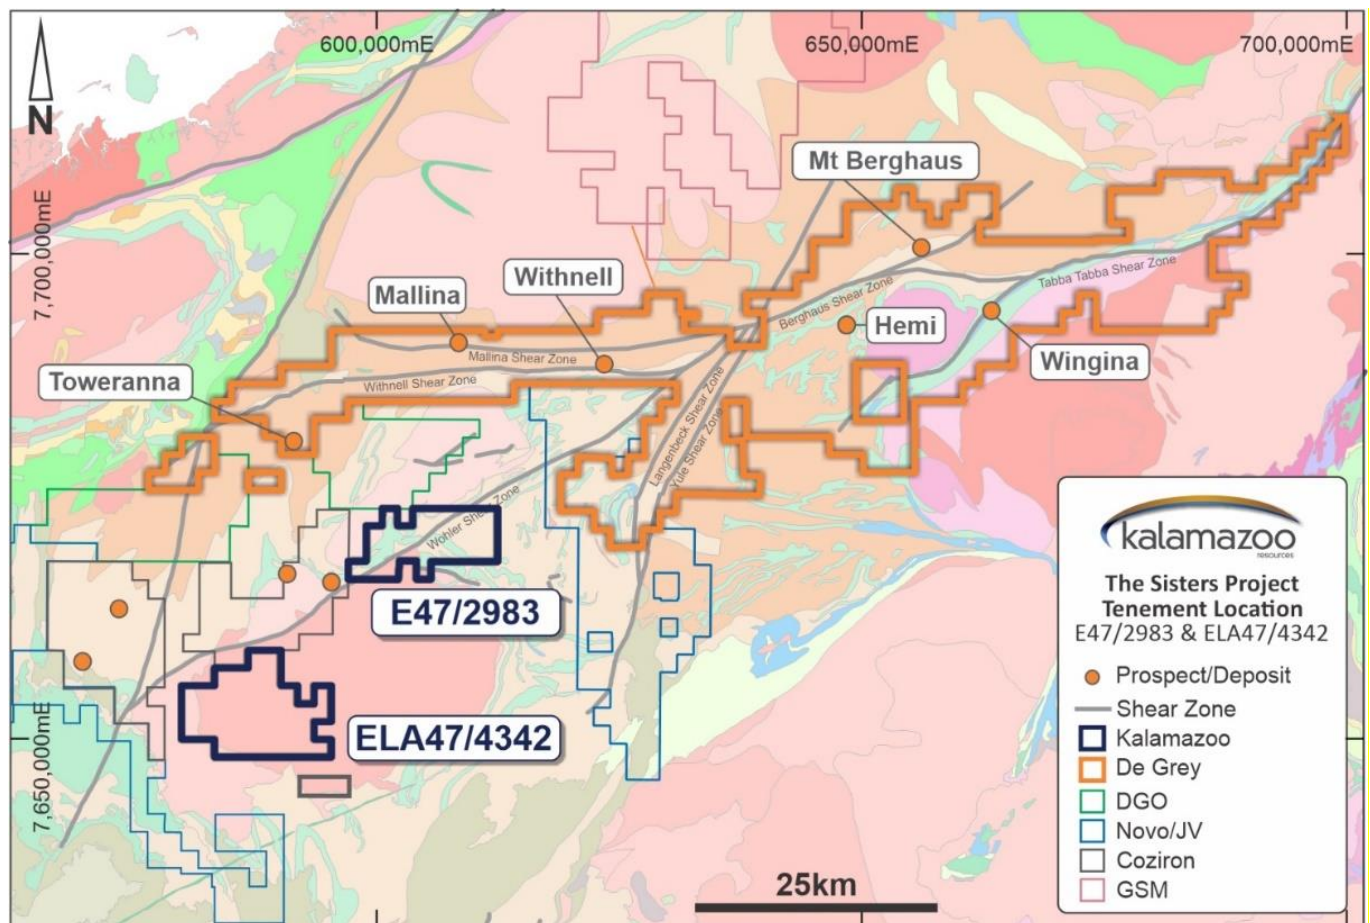 600,000mE
650,000mE
700,000mE
N
7,700,000mE
7,650,000mE
Mt Berghaus
Withnell
Mallina
Toweranna
Hemi
Wingina
Tabba Tabba Shear Zone
Berghaus Shear Zone
Mallina Shear Zone
Withnell Shear Zone
Langenbeck Shear Zone
Yule Shear Zone
Wohler Shear Zone
E47/2983
ELA47/4342
25km
kalamazoo
resources
The Sisters Project
Tenement Location
E47/2983 & ELA47/4342
Prospect/Deposit
Shear Zone
Kalamazoo
De Grey
DGO
Novo/JV
Coziron
GSM